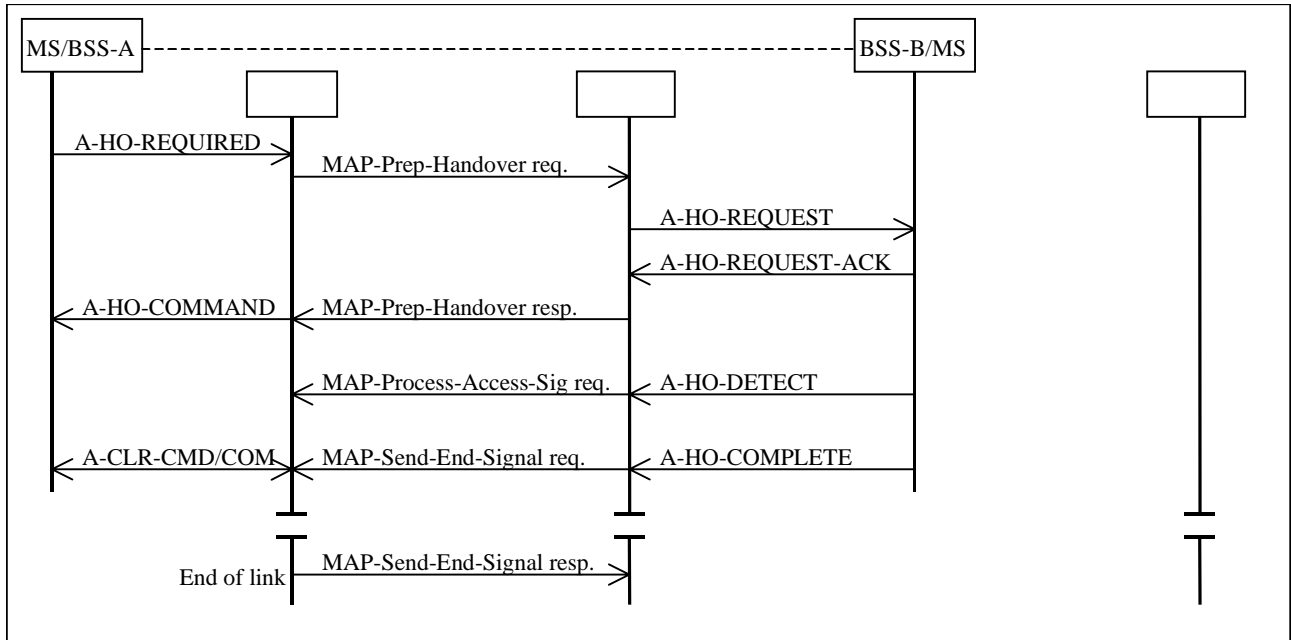 MS/BSS-A
BSS-B/MS
A-HO-REQUIRED
MAP-Prep-Handover req.
A-HO-REQUEST
A-HO-REQUEST-ACK
A-HO-COMMAND
MAP-Prep-Handover resp.
MAP-Process-Access-Sig req.
A-HO-DETECT
A-CLR-CMD/COM
MAP-Send-End-Signal req.
A-HO-COMPLETE
MAP-Send-End-Signal resp.
End of link